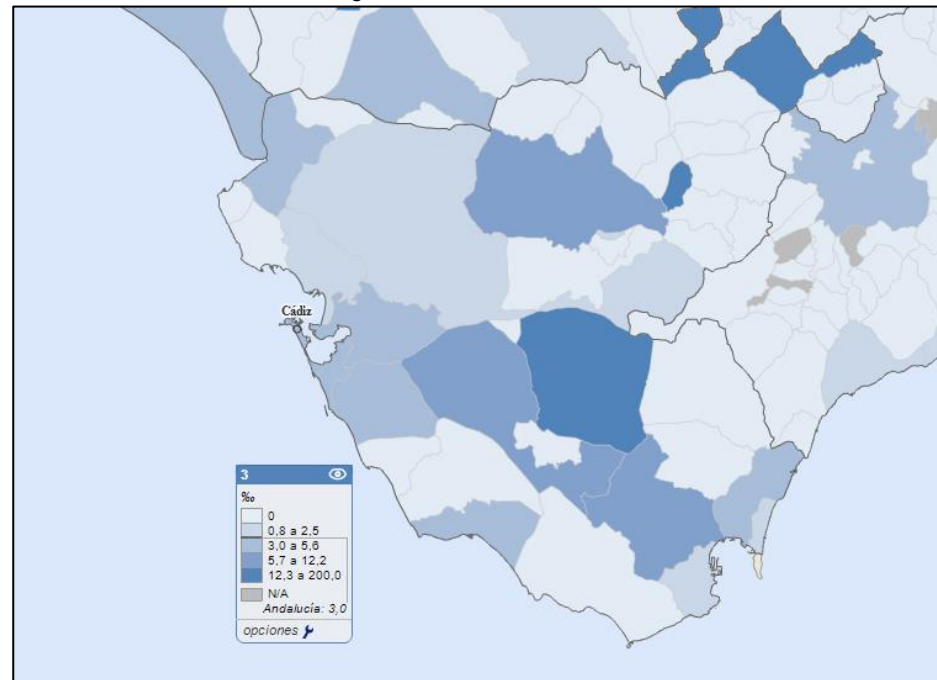 Cádiz
3
‰
0
0,8 a 2,5
3,0 a 5,6
5,7 a 12,2
12,3 a 200,0
N/A
Andalucía: 3,0
opciones